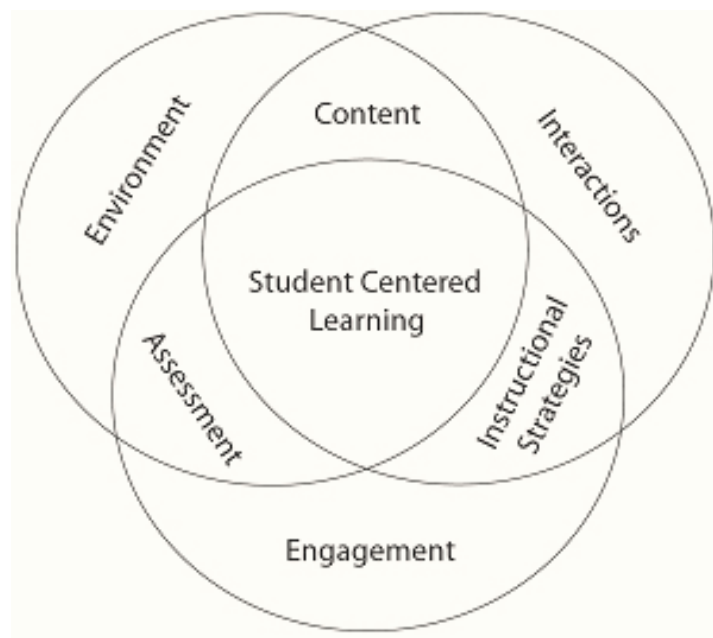 Content
Environment
Interactions
Student Centered
Learning
Assessment
Instructional
Strategies
Engagement